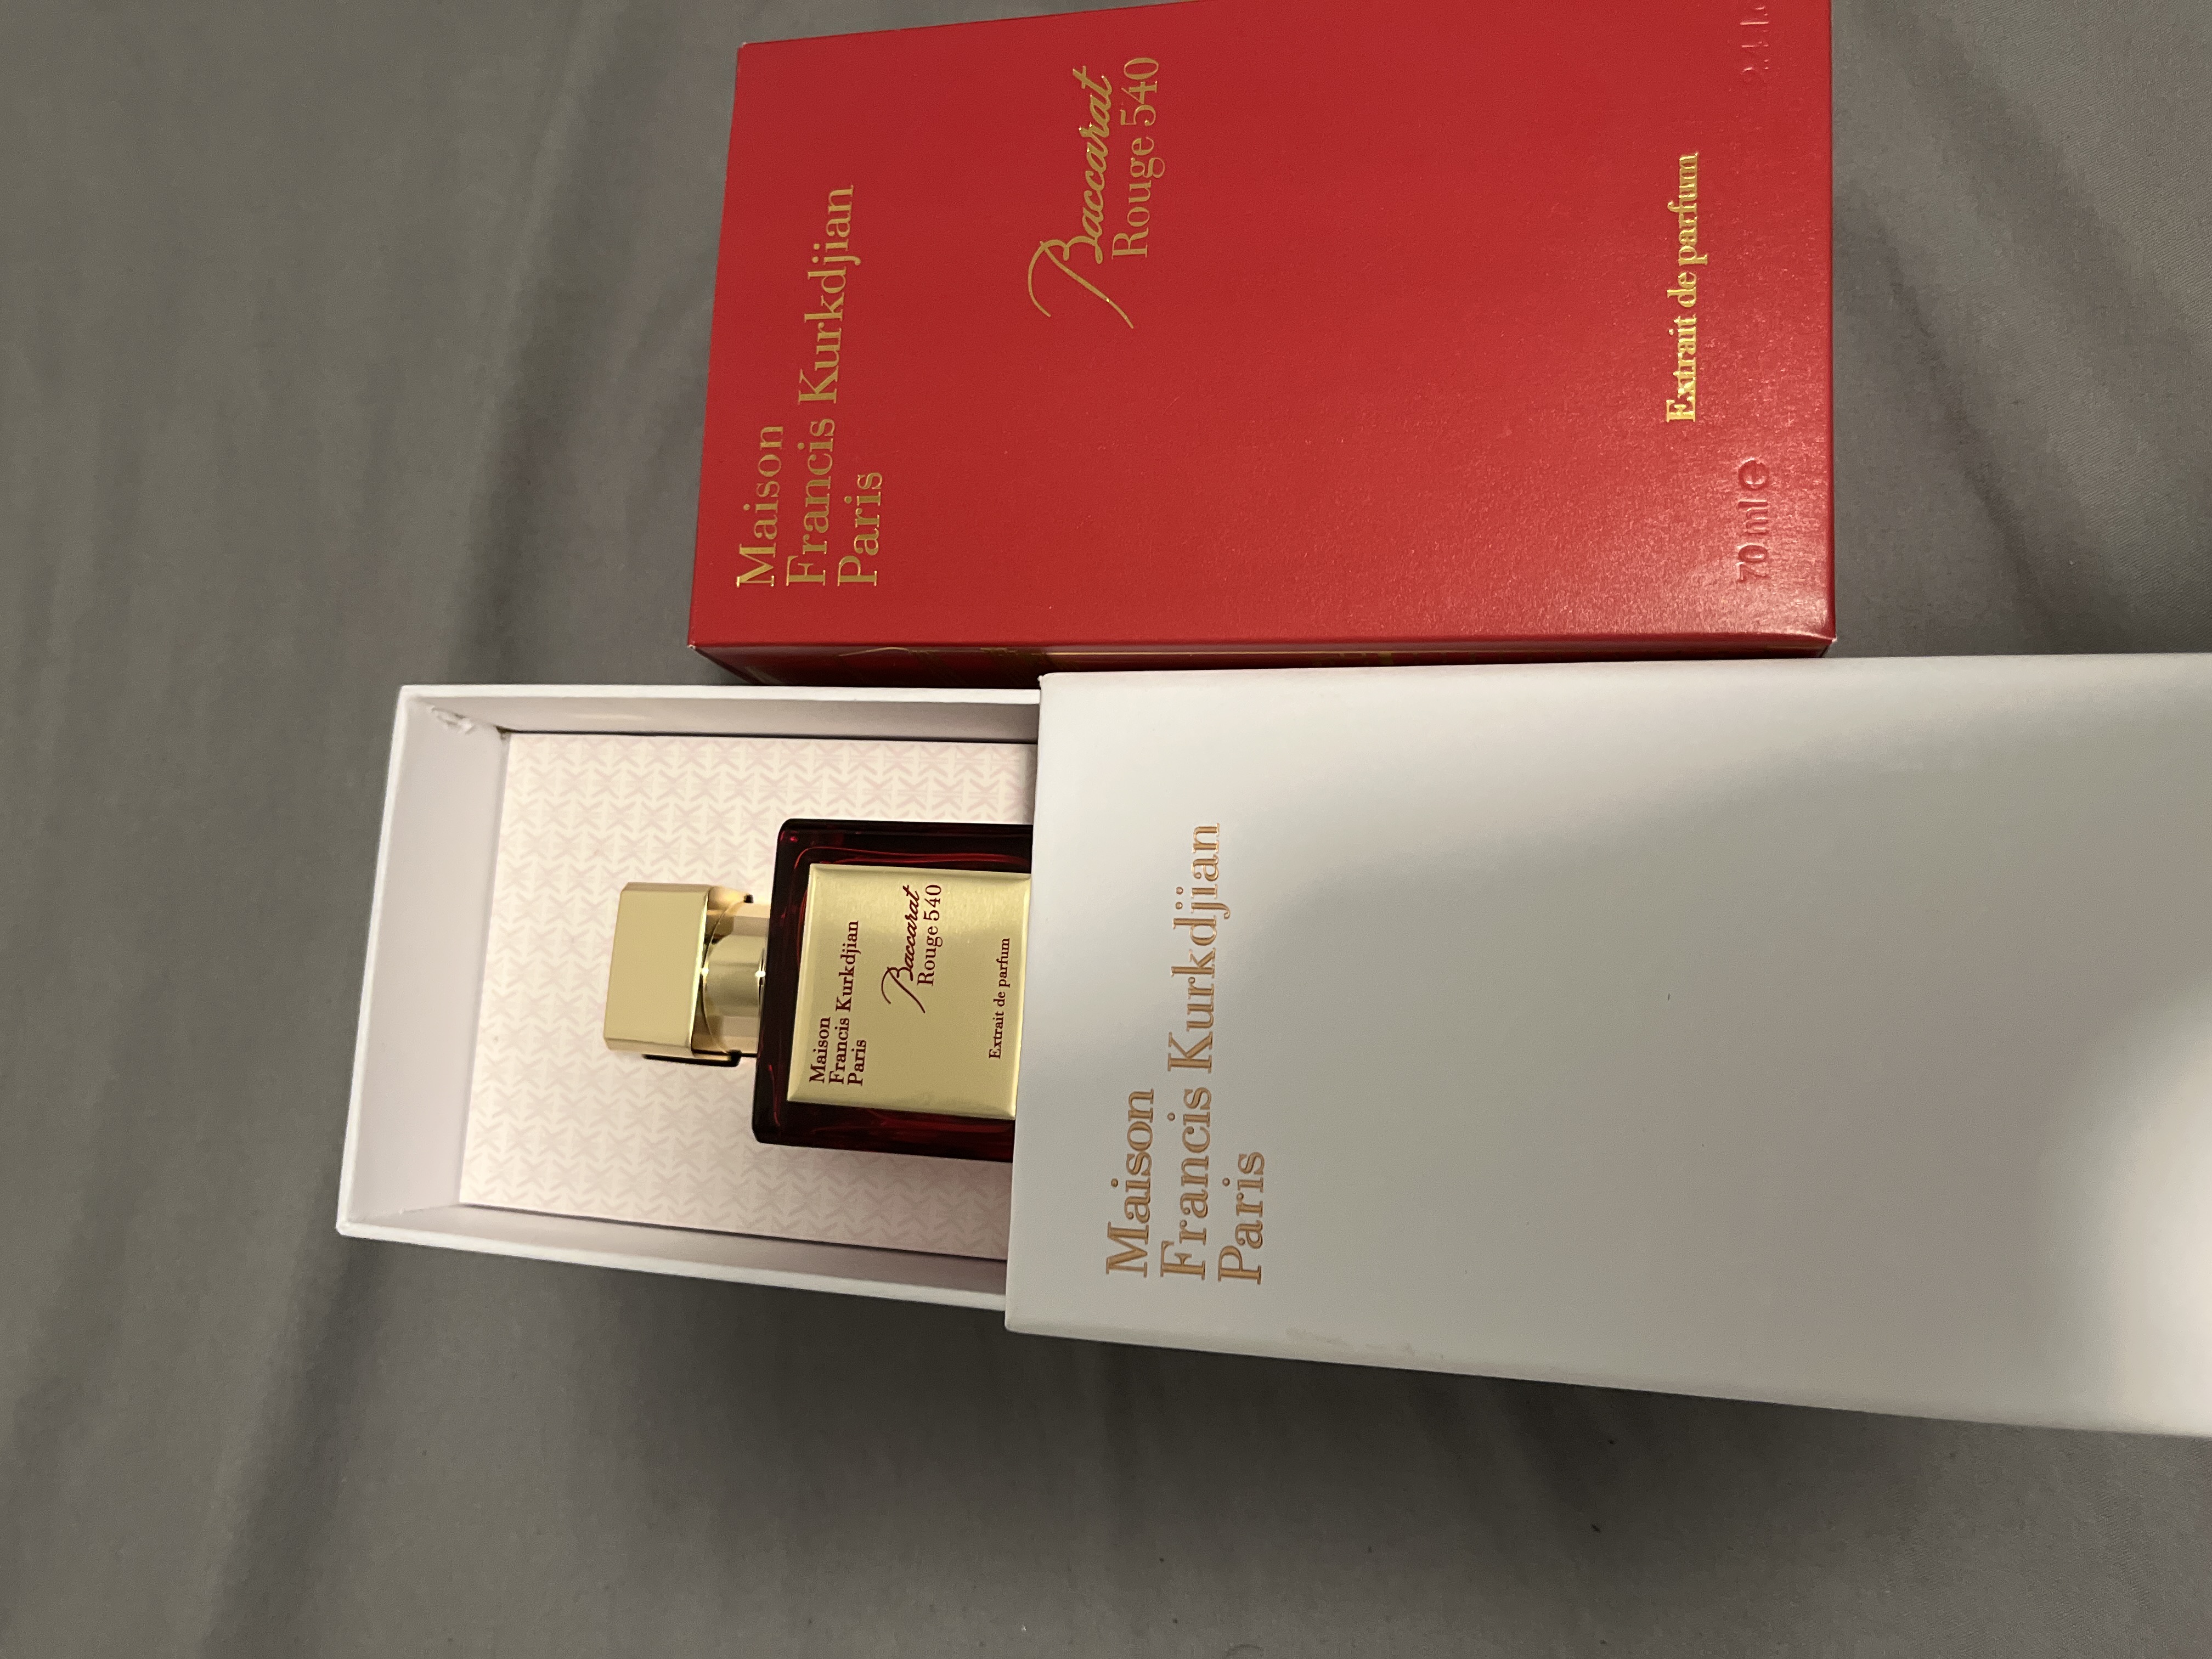 Maison
Francis Kurkdjian
Paris
Baccarat
Rouge 540
Extrait de parfum
70 ml e
Maison
Francis Kurkdjian
Paris
Baccarat
Rouge 540
Extrait de parfum
Maison
Francis Kurkdjian
Paris